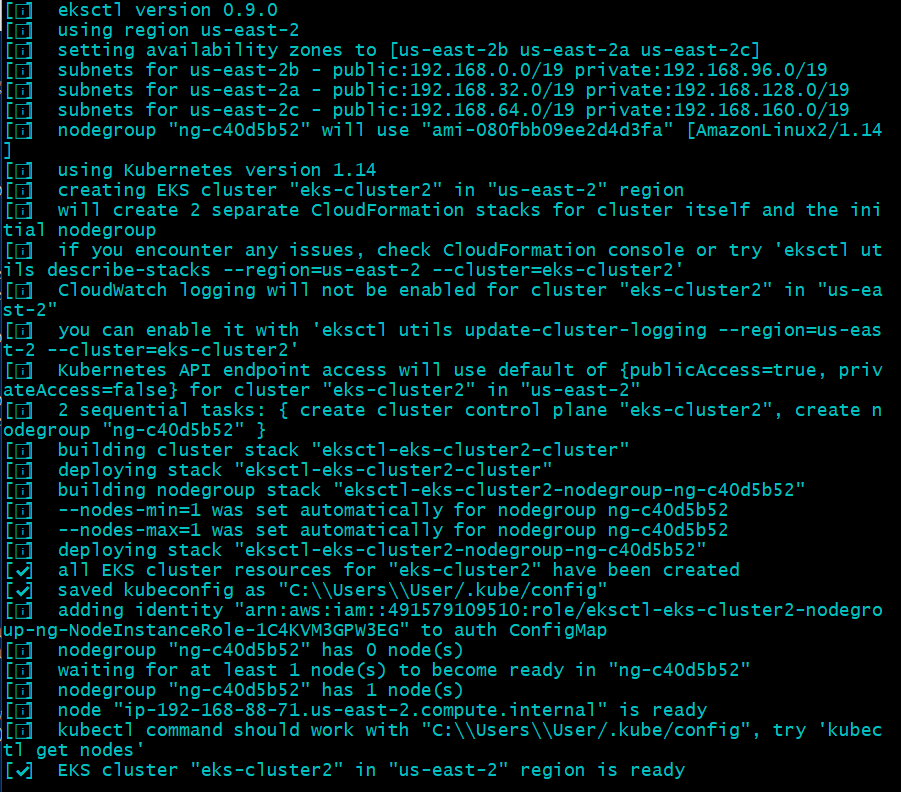 [i]  eksctl version 0.9.0
[i]  using region us-east-2
[i]  setting availability zones to [us-east-2b us-east-2a us-east-2c]
[i]  subnets for us-east-2b - public:192.168.0.0/19 private:192.168.96.0/19
[i]  subnets for us-east-2a - public:192.168.32.0/19 private:192.168.128.0/19
[i]  subnets for us-east-2c - public:192.168.64.0/19 private:192.168.160.0/19
[i]  nodegroup "ng-c40d5b52" will use "ami-080fbb09ee2d4d3fa" [AmazonLinux2/1.14
]
[i]  using Kubernetes version 1.14
[i]  creating EKS cluster "eks-cluster2" in "us-east-2" region
[i]  will create 2 separate CloudFormation stacks for cluster itself and the ini
tial nodegroup
[i]  if you encounter any issues, check CloudFormation console or try 'eksctl ut
ils describe-stacks --region=us-east-2 --cluster=eks-cluster2'
[i]  CloudWatch logging will not be enabled for cluster "eks-cluster2" in "us-ea
st-2"
[i]  you can enable it with 'eksctl utils update-cluster-logging --region=us-eas
t-2 --cluster=eks-cluster2'
[i]  Kubernetes API endpoint access will use default of {publicAccess=true, priv
ateAccess=false} for cluster "eks-cluster2" in "us-east-2"
[i]  2 sequential tasks: { create cluster control plane "eks-cluster2", create n
odegroup "ng-c40d5b52" }
[i]  building cluster stack "eksctl-eks-cluster2-cluster"
[i]  deploying stack "eksctl-eks-cluster2-cluster"
[i]  building nodegroup stack "eksctl-eks-cluster2-nodegroup-ng-c40d5b52"
[i]  --nodes-min=1 was set automatically for nodegroup ng-c40d5b52
[i]  --nodes-max=1 was set automatically for nodegroup ng-c40d5b52
[i]  deploying stack "eksctl-eks-cluster2-nodegroup-ng-c40d5b52"
[✔]  all EKS cluster resources for "eks-cluster2" have been created
[✔]  saved kubeconfig as "C:\\Users\\User/.kube/config"
[i]  adding identity "arn:aws:iam::491579109510:role/eksctl-eks-cluster2-nodegro
up-ng-NodeInstanceRole-1C4KVM3GPW3EG" to auth ConfigMap
[i]  nodegroup "ng-c40d5b52" has 0 node(s)
[i]  waiting for at least 1 node(s) to become ready in "ng-c40d5b52"
[i]  nodegroup "ng-c40d5b52" has 1 node(s)
[i]  node "ip-192-168-88-71.us-east-2.compute.internal" is ready
[i]  kubectl command should work with "C:\\Users\\User/.kube/config", try 'kubec
tl get nodes'
[✔]  EKS cluster "eks-cluster2" in "us-east-2" region is ready